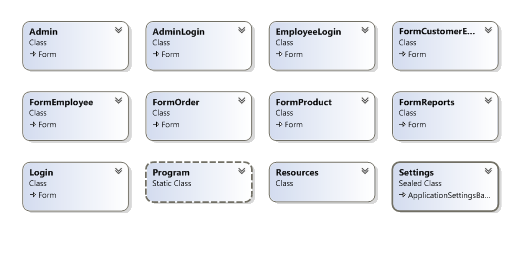 Admin
Class
Form
AdminLogin
Class
Form
EmployeeLogin
Class
Form
FormCustomerE...
Class
Form
FormEmployee
Class
Form
FormOrder
Class
Form
FormProduct
Class
Form
FormReports
Class
Form
Login
Class
Form
Program
Static Class
Resources
Class
Settings
Sealed Class
ApplicationSettingsBa...